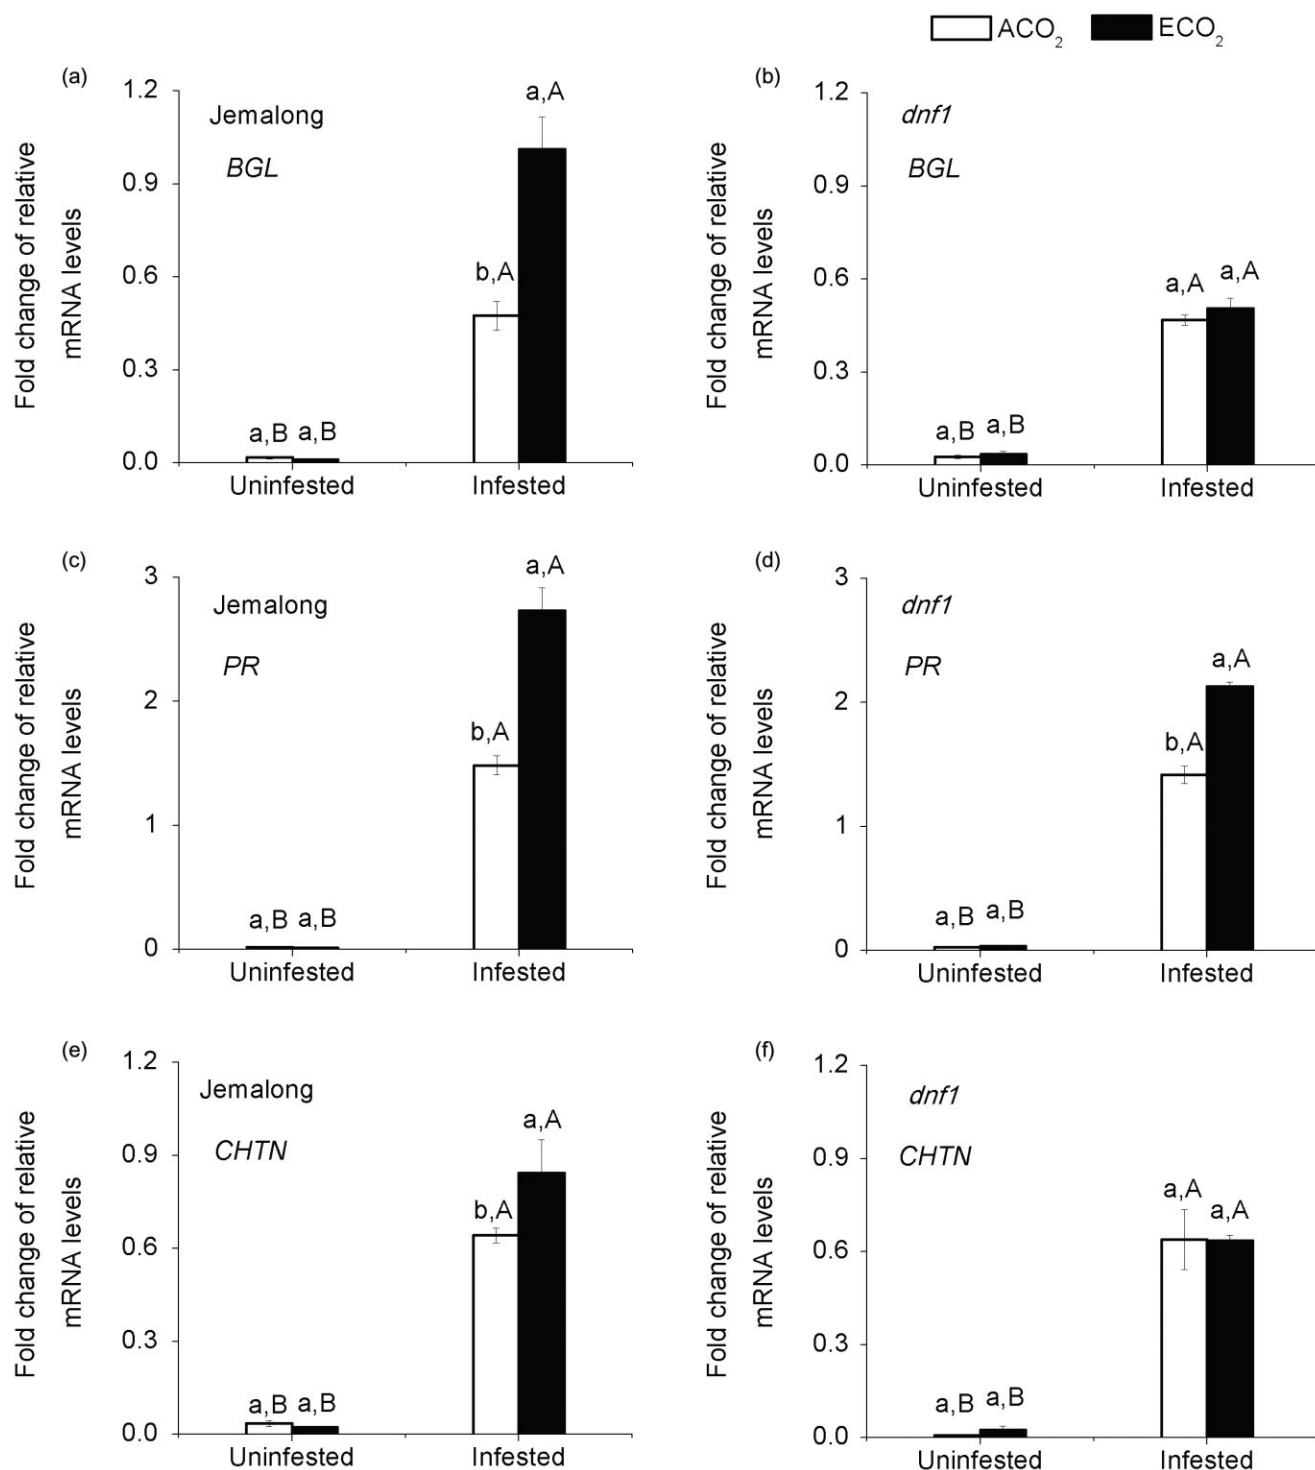 ACO₂ ECO₂
(a)
Fold change of relative
mRNA levels
1.2
0.9
0.6
0.3
0.0
Jemalong
BGL
a,B a,B
b,A
a,A
Uninfested Infested
(b)
Fold change of relative
mRNA levels
1.2
0.9
0.6
0.3
0.0
dnf1
BGL
a,B a,B
a,A a,A
Uninfested Infested
(c)
Fold change of relative
mRNA levels
3
2
1
0
Jemalong
PR
a,B a,B
b,A
a,A
Uninfested Infested
(d)
Fold change of relative
mRNA levels
3
2
1
0
dnf1
PR
a,B a,B
b,A
a,A
Uninfested Infested
(e)
Fold change of relative
mRNA levels
1.2
0.9
0.6
0.3
0.0
Jemalong
CHTN
a,B a,B
b,A
a,A
Uninfested Infested
(f)
Fold change of relative
mRNA levels
1.2
0.9
0.6
0.3
0.0
dnf1
CHTN
a,B a,B
a,A a,A
Uninfested Infested